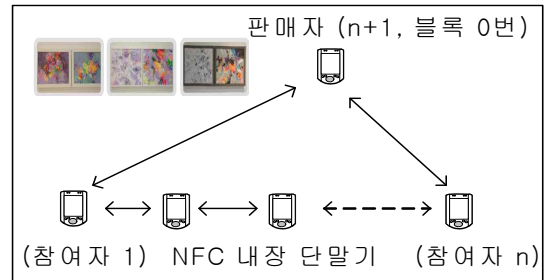 판매자 (n+1, 블록 0번)
(참여자 1) NFC 내장 단말기 (참여자 n)